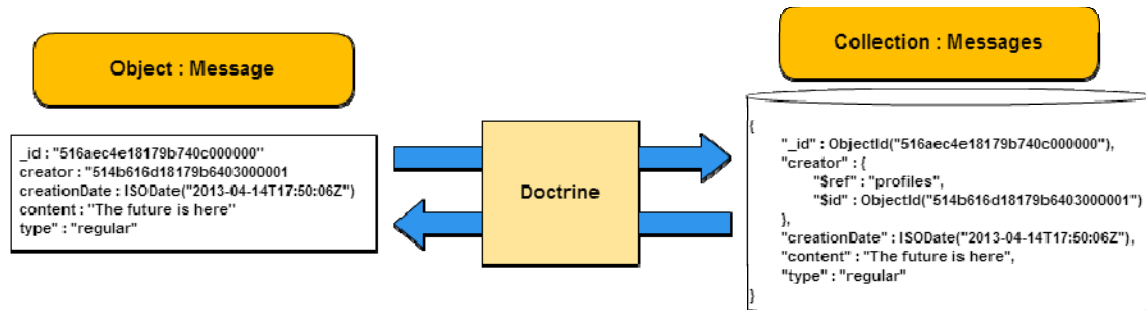 Object : Message
_id : "516aec4e18179b740c000000"
creator : "514b616d18179b6403000001
creationDate : ISODate("2013-04-14T17:50:06Z")
content : "The future is here"
type" : "regular"
Doctrine
Collection : Messages
{
"_id" : ObjectId("516aec4e18179b740c000000"),
"creator" : {
"$ref" : "profiles",
"$id" : ObjectId("514b616d18179b6403000001")
},
"creationDate" : ISODate("2013-04-14T17:50:06Z"),
"content" : "The future is here",
"type" : "regular"
}